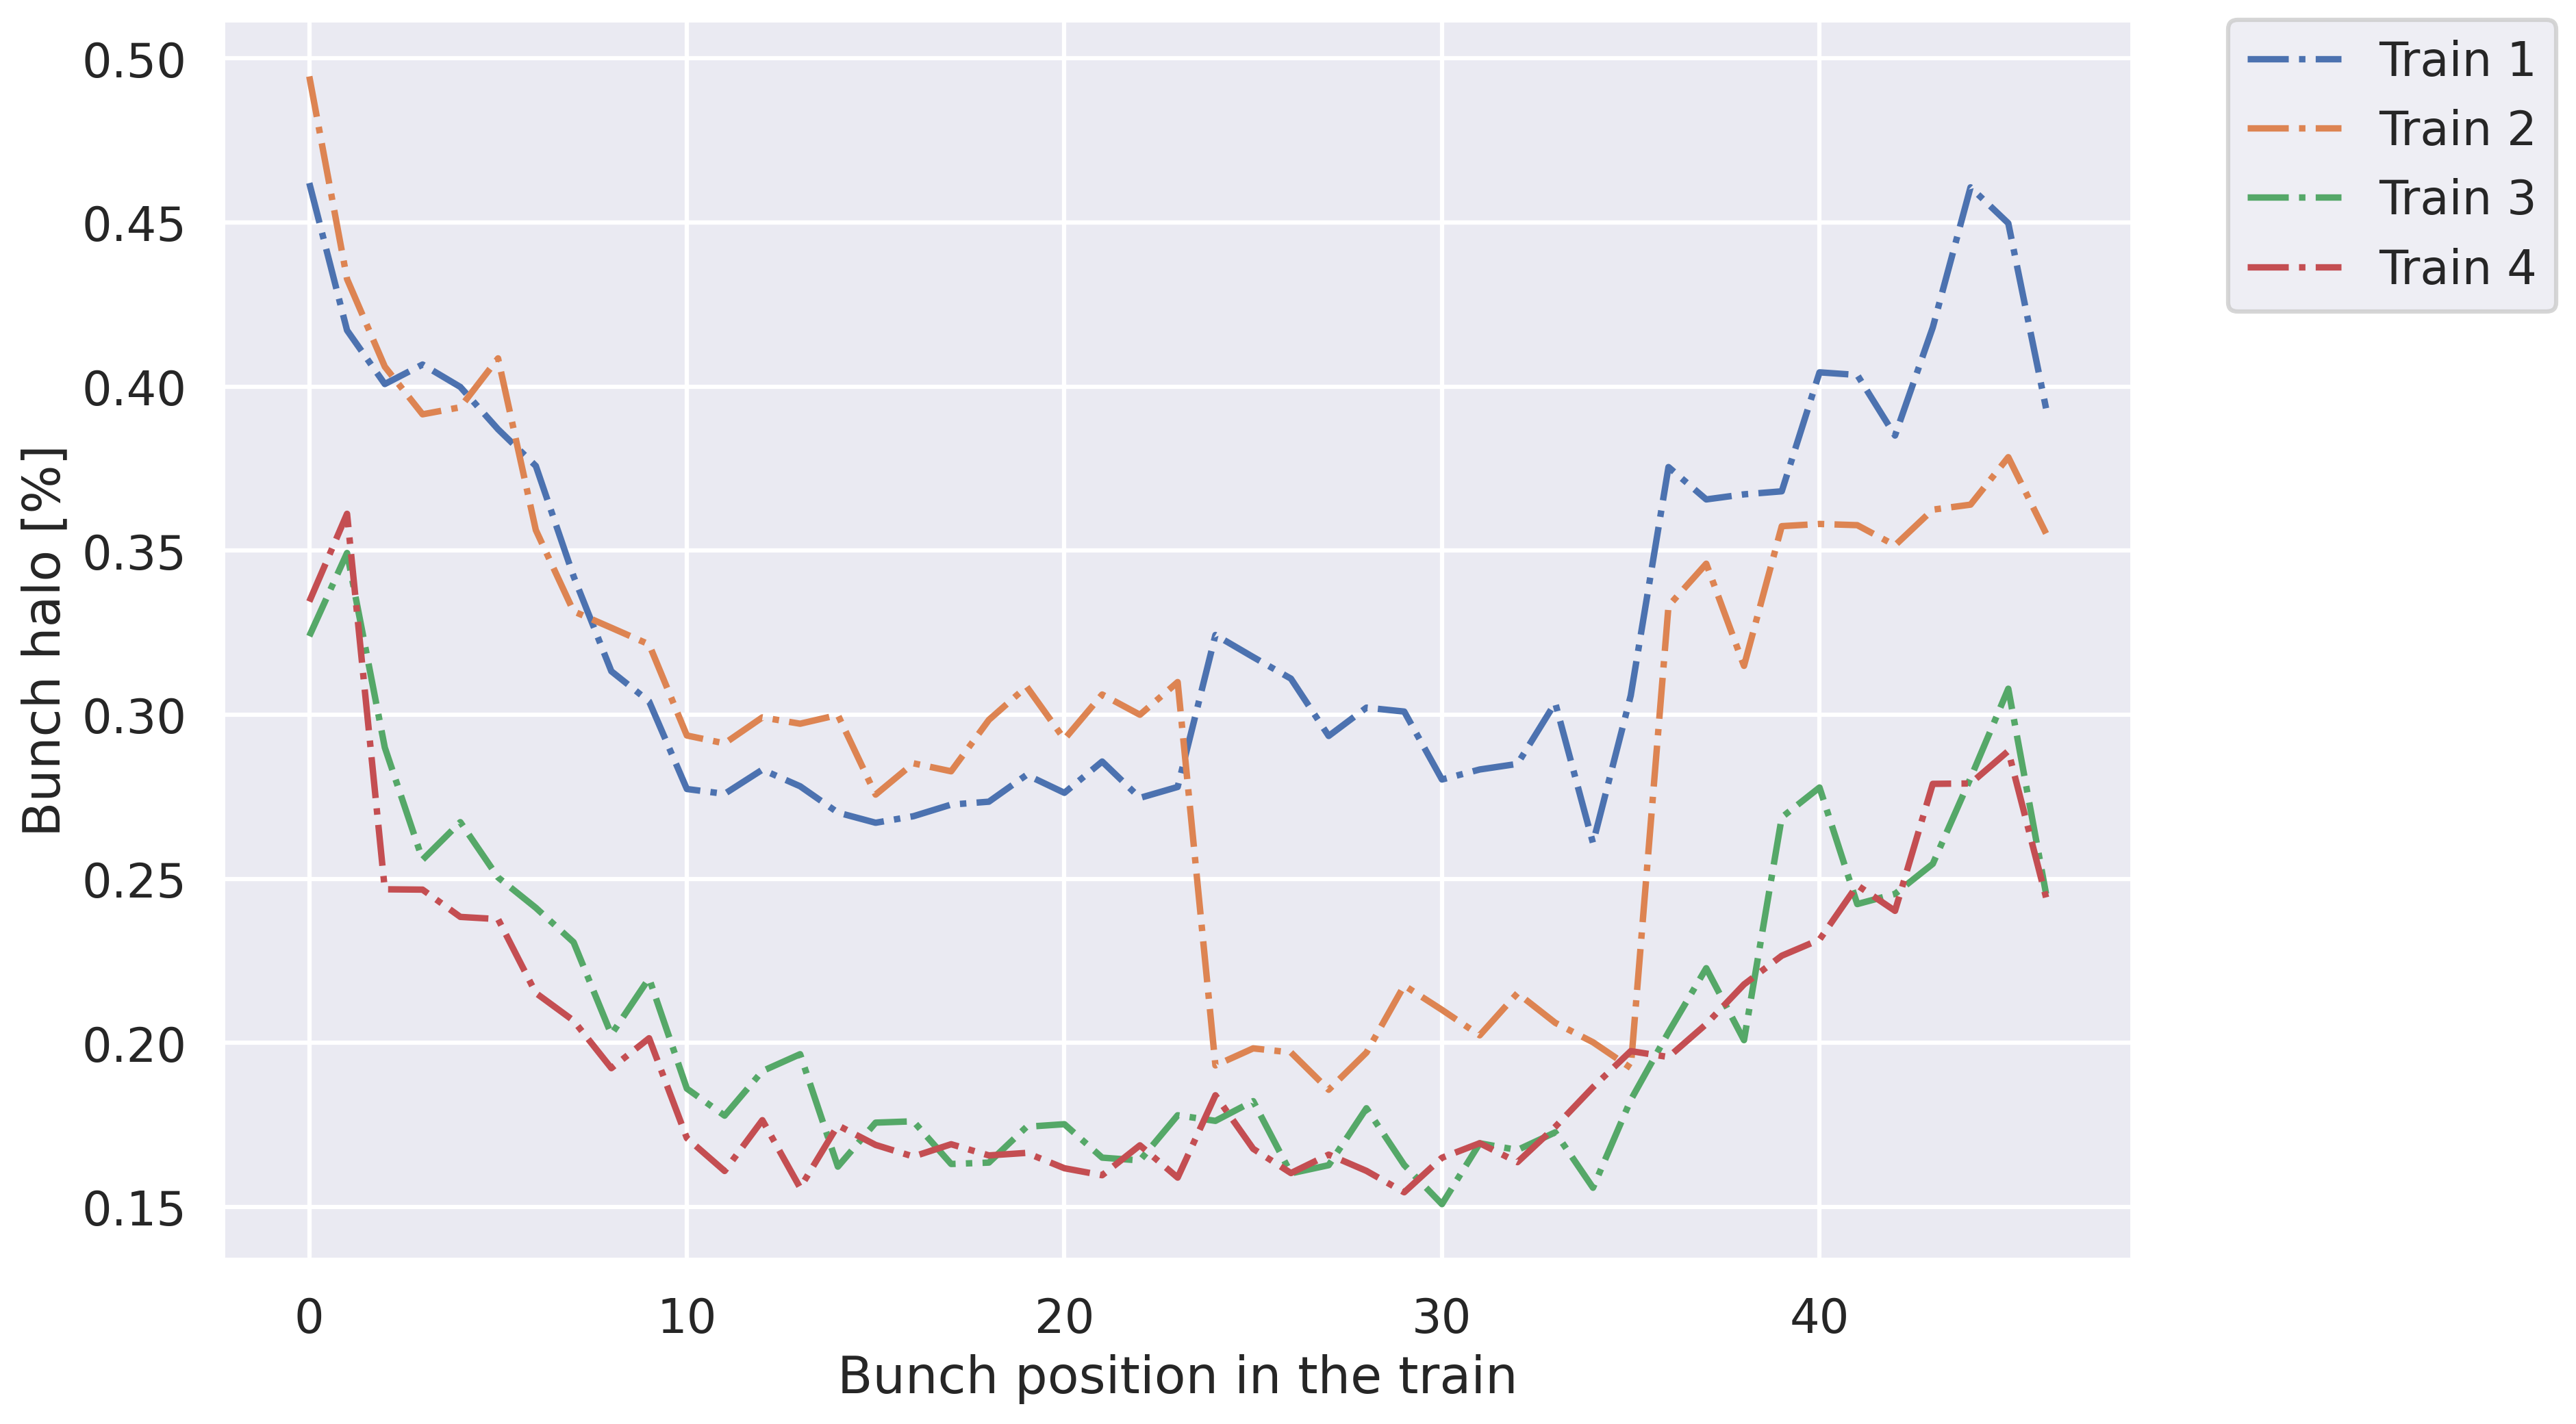 Bunch halo [%]
0.50
0.45
0.40
0.35
0.30
0.25
0.20
0.15
0 10 20 30 40
Bunch position in the train
Train 1
Train 2
Train 3
Train 4